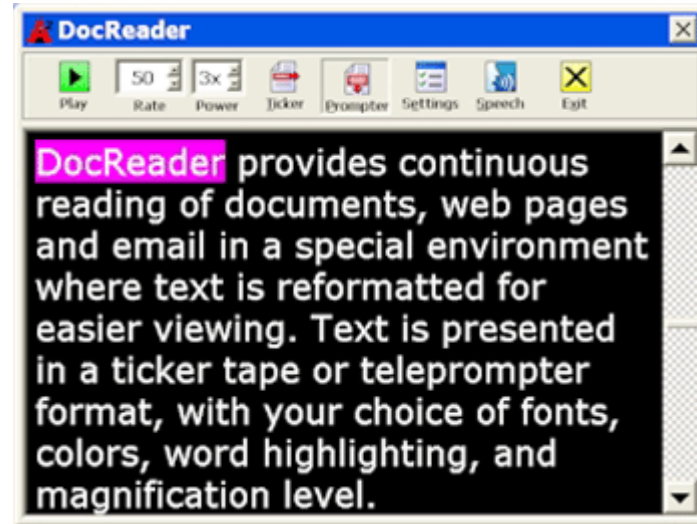 DocReader
50 3x
Play Rate Power Ticker Prompter Settings Speech Exit
DocReader provides continuous
reading of documents, web pages
and email in a special environment
where text is reformatted for
easier viewing. Text is presented
in a ticker tape or teleprompter
format, with your choice of fonts,
colors, word highlighting, and
magnification level.